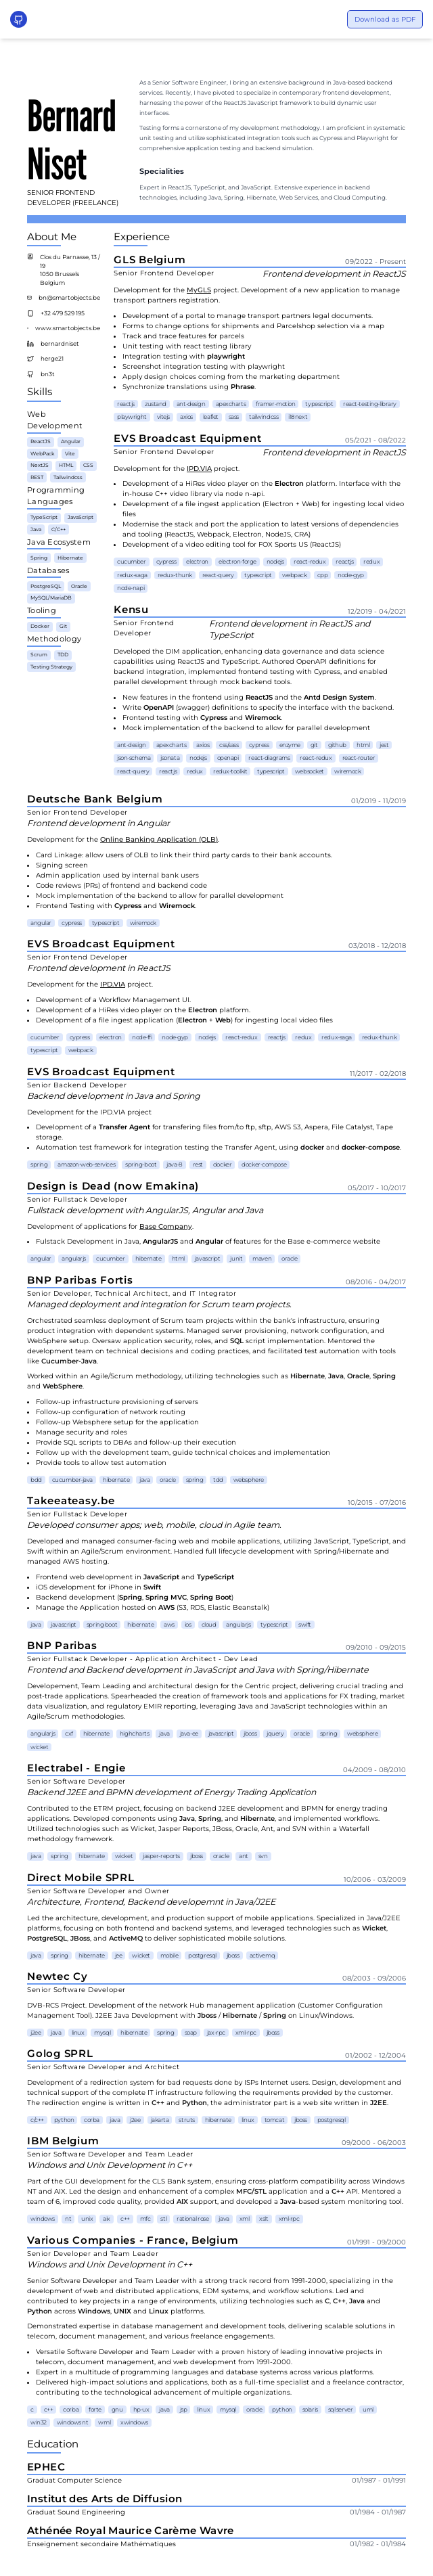 Download as PDF
Bernard
Niset
SENIOR FRONTEND
DEVELOPER (FREELANCE)
As a Senior Software Engineer, I bring an extensive background in Java-based backend
services. Recently, I have pivoted to specialize in contemporary frontend development,
harnessing the power of the ReactJS JavaScript framework to build dynamic user
interfaces.
Testing forms a cornerstone of my development methodology. I am proficient in systematic
unit testing and sophisticated integration tools such as Cypress and Playwright for
comprehensive application testing and backend simulation.
Specialities
Expert in ReactJS, TypeScript, and JavaScript. Extensive experience in backend
technologies, including Java, Spring, Hibernate, Web Services, and Cloud Computing.
About Me
Clos du Parnasse, 13 /
19
1050 Brussels
Belgium
bn@smartobjects.be
+32 479 529 195
www.smartobjects.be
bernardniset
herge21
bn3t
Skills
Web
Development
ReactJS Angular
WebPack Vite
NextJS HTML CSS
REST Tailwindcss
Programming
Languages
TypeScript JavaScript
Java C/C++
Java Ecosystem
Spring Hibernate
Databases
PostgreSQL Oracle
MySQL/MariaDB
Tooling
Docker Git
Methodology
Scrum TDD
Testing Strategy
Experience
GLS Belgium 09/2022 - Present
Senior Frontend Developer Frontend development in ReactJS
Development for the MyGLS project. Development of a new application to manage
transport partners registration.
• Development of a portal to manage transport partners legal documents.
• Forms to change options for shipments and Parcelshop selection via a map
• Track and trace features for parcels
• Unit testing with react testing library
• Integration testing with playwright
• Screenshot integration testing with playwright
• Apply design choices coming from the marketing department
• Synchronize translations using Phrase.
reactjs zustand ant-design apexcharts framer-motion typescript react-testing-library
playwright vitejs axios leaflet sass tailwindcss i18next
EVS Broadcast Equipment 05/2021 - 08/2022
Senior Frontend Developer Frontend development in ReactJS
Development for the IPD.VIA project.
• Development of a HiRes video player on the Electron platform. Interface with the
in-house C++ video library via node n-api.
• Development of a file ingest application (Electron + Web) for ingesting local video
files
• Modernize the stack and adapt the application to latest versions of dependencies
and tooling (ReactJS, Webpack, Electron, NodeJS, CRA)
• Development of a video editing tool for FOX Sports US (ReactJS)
cucumber cypress electron electron-forge nodejs react-redux reactjs redux
redux-saga redux-thunk react-query typescript webpack cpp node-gyp
node-napi
Kensu 12/2019 - 04/2021
Senior Frontend
Developer
Frontend development in ReactJS and
TypeScript
Developed the DIM application, enhancing data governance and data science
capabilities using ReactJS and TypeScript. Authored OpenAPI definitions for
backend integration, implemented frontend testing with Cypress, and enabled
parallel development through mock backend tools.
• New features in the frontend using ReactJS and the Antd Design System.
• Write OpenAPI (swagger) definitions to specify the interface with the backend.
• Frontend testing with Cypress and Wiremock.
• Mock implementation of the backend to allow for parallel development
ant-design apexcharts axios css/sass cypress enzyme git github html jest
json-schema jsonata nodejs openapi react-diagrams react-redux react-router
react-query reactjs redux redux-toolkit typescript websocket wiremock
Deutsche Bank Belgium 01/2019 - 11/2019
Senior Frontend Developer
Frontend development in Angular
Development for the Online Banking Application (OLB).
• Card Linkage: allow users of OLB to link their third party cards to their bank accounts.
• Signing screen
• Admin application used by internal bank users
• Code reviews (PRs) of frontend and backend code
• Mock implementation of the backend to allow for parallel development
• Frontend Testing with Cypress and Wiremock.
angular cypress typescript wiremock
EVS Broadcast Equipment 03/2018 - 12/2018
Senior Frontend Developer
Frontend development in ReactJS
Development for the IPD.VIA project.
• Development of a Workflow Management UI.
• Development of a HiRes video player on the Electron platform.
• Development of a file ingest application (Electron + Web) for ingesting local video files
cucumber cypress electron node-ffi node-gyp nodejs react-redux reactjs redux redux-saga redux-thunk
typescript webpack
EVS Broadcast Equipment 11/2017 - 02/2018
Senior Backend Developer
Backend development in Java and Spring
Development for the IPD.VIA project
• Development of a Transfer Agent for transfering files from/to ftp, sftp, AWS S3, Aspera, File Catalyst, Tape
storage.
• Automation test framework for integration testing the Transfer Agent, using docker and docker-compose.
spring amazon-web-services spring-boot java-8 rest docker docker-compose
Design is Dead (now Emakina) 05/2017 - 10/2017
Senior Fullstack Developer
Fullstack development with AngularJS, Angular and Java
Development of applications for Base Company.
• Fulstack Development in Java, AngularJS and Angular of features for the Base e-commerce website
angular angularjs cucumber hibernate html javascript junit maven oracle
BNP Paribas Fortis 08/2016 - 04/2017
Senior Developer, Technical Architect, and IT Integrator
Managed deployment and integration for Scrum team projects.
Orchestrated seamless deployment of Scrum team projects within the bank's infrastructure, ensuring
product integration with dependent systems. Managed server provisioning, network configuration, and
WebSphere setup. Oversaw application security, roles, and SQL script implementation. Mentored the
development team on technical decisions and coding practices, and facilitated test automation with tools
like Cucumber-Java.
Worked within an Agile/Scrum methodology, utilizing technologies such as Hibernate, Java, Oracle, Spring
and WebSphere.
• Follow-up infrastructure provisioning of servers
• Follow-up configuration of network routing
• Follow-up Websphere setup for the application
• Manage security and roles
• Provide SQL scripts to DBAs and follow-up their execution
• Follow up with the development team, guide technical choices and implementation
• Provide tools to allow test automation
bdd cucumber-java hibernate java oracle spring tdd websphere
Takeeateasy.be 10/2015 - 07/2016
Senior Fullstack Developer
Developed consumer apps; web, mobile, cloud in Agile team.
Developed and managed consumer-facing web and mobile applications, utilizing JavaScript, TypeScript, and
Swift within an Agile/Scrum environment. Handled full lifecycle development with Spring/Hibernate and
managed AWS hosting.
• Frontend web development in JavaScript and TypeScript
• iOS development for iPhone in Swift
• Backend development (Spring, Spring MVC, Spring Boot)
• Manage the Application hosted on AWS (S3, RDS, Elastic Beanstalk)
java javascript spring boot hibernate aws ios cloud angularjs typescript swift
BNP Paribas 09/2010 - 09/2015
Senior Fullstack Developer - Application Architect - Dev Lead
Frontend and Backend development in JavaScript and Java with Spring/Hibernate
Developement, Team Leading and architectural design for the Centric project, delivering crucial trading and
post-trade applications. Spearheaded the creation of framework tools and applications for FX trading, market
data visualization, and regulatory EMIR reporting, leveraging Java and JavaScript technologies within an
Agile/Scrum methodologies.
angularjs cxf hibernate highcharts java java-ee javascript jboss jquery oracle spring websphere
wicket
Electrabel - Engie 04/2009 - 08/2010
Senior Software Developer
Backend J2EE and BPMN development of Energy Trading Application
Contributed to the ETRM project, focusing on backend J2EE development and BPMN for energy trading
applications. Developed components using Java, Spring, and Hibernate, and implemented workflows.
Utilized technologies such as Wicket, Jasper Reports, JBoss, Oracle, Ant, and SVN within a Waterfall
methodology framework.
java spring hibernate wicket jasper-reports jboss oracle ant svn
Direct Mobile SPRL 10/2006 - 03/2009
Senior Software Developer and Owner
Architecture, Frontend, Backend developemnt in Java/J2EE
Led the architecture, development, and production support of mobile applications. Specialized in Java/J2EE
platforms, focusing on both frontend and backend systems, and leveraged technologies such as Wicket,
PostgreSQL, JBoss, and ActiveMQ to deliver sophisticated mobile solutions.
java spring hibernate jee wicket mobile postgresql jboss activemq
Newtec Cy 08/2003 - 09/2006
Senior Software Developer
DVB-RCS Project. Development of the network Hub management application (Customer Configuration
Management Tool). J2EE Java Development with Jboss / Hibernate / Spring on Linux/Windows.
j2ee java linux mysql hibernate spring soap jax-rpc xml-rpc jboss
Golog SPRL 01/2002 - 12/2004
Senior Software Developer and Architect
Development of a redirection system for bad requests done by ISPs Internet users. Design, development and
technical support of the complete IT infrastructure following the requirements provided by the customer.
The redirection engine is written in C++ and Python, the administrator part is a web site written in J2EE.
c/c++ python corba java j2ee jakarta struts hibernate linux tomcat jboss postgresql
IBM Belgium 09/2000 - 06/2003
Senior Software Developer and Team Leader
Windows and Unix Development in C++
Part of the GUI development for the CLS Bank system, ensuring cross-platform compatibility across Windows
NT and AIX. Led the design and enhancement of a complex MFC/STL application and a C++ API. Mentored a
team of 6, improved code quality, provided AIX support, and developed a Java-based system monitoring tool.
windows nt unix aix c++ mfc stl rationalrose java xml xslt xml-rpc
Various Companies - France, Belgium 01/1991 - 09/2000
Senior Developer and Team Leader
Windows and Unix Development in C++
Senior Software Developer and Team Leader with a strong track record from 1991-2000, specializing in the
development of web and distributed applications, EDM systems, and workflow solutions. Led and
contributed to key projects in a range of environments, utilizing technologies such as C, C++, Java and
Python across Windows, UNIX and Linux platforms.
Demonstrated expertise in database management and development tools, delivering scalable solutions in
telecom, document management, and various freelance engagements.
• Versatile Software Developer and Team Leader with a proven history of leading innovative projects in
telecom, document management, and web development from 1991-2000.
• Expert in a multitude of programming languages and database systems across various platforms.
• Delivered high-impact solutions and applications, both as a full-time specialist and a freelance contractor,
contributing to the technological advancement of multiple organizations.
c c++ corba forte gnu hp-ux java jsp linux mysql oracle python solaris sqlserver uml
win32 windows nt wml xwindows
Education
EPHEC
Graduat Computer Science 01/1987 - 01/1991
Institut des Arts de Diffusion
Graduat Sound Engineering 01/1984 - 01/1987
Athénée Royal Maurice Carème Wavre
Enseignement secondaire Mathématiques 01/1982 - 01/1984